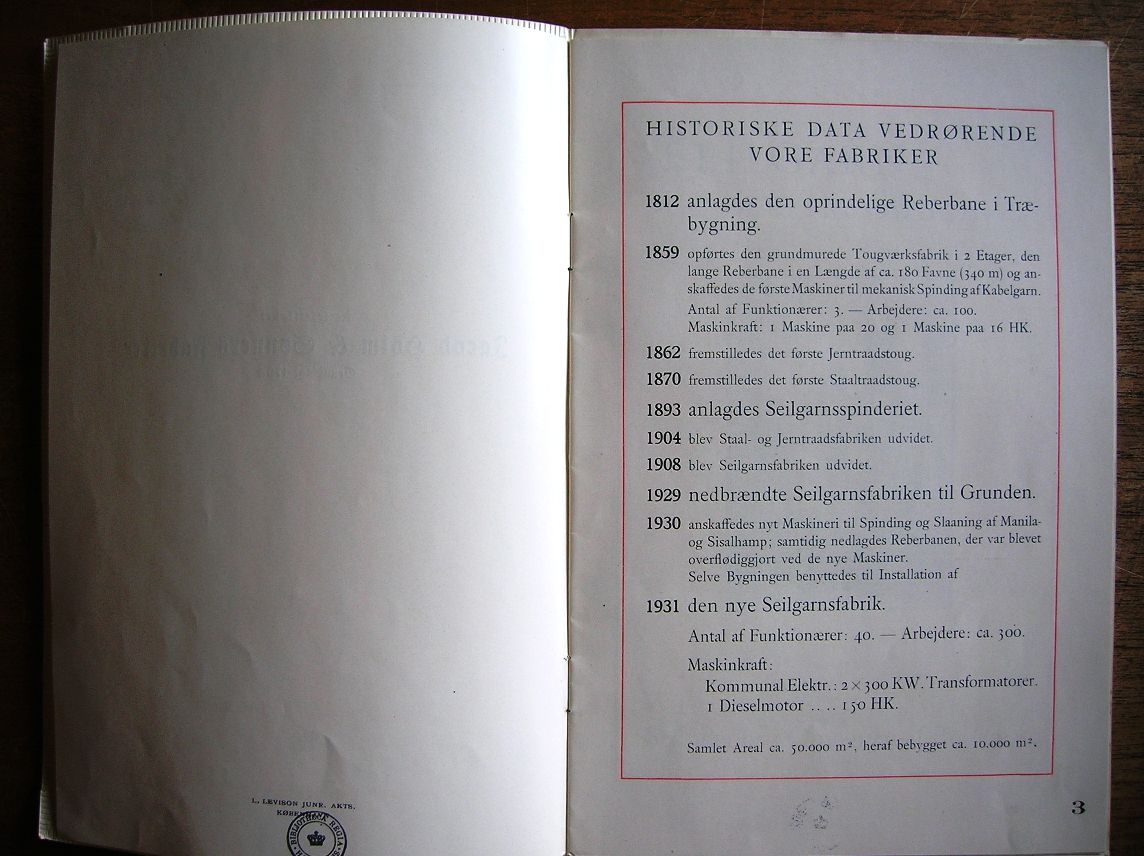 L. LEVISON JUNR. AKTS.
BIBLIOTHECA REGIA
HISTORISKE DATA VEDRØRENDE
VORE FABRIKER
1812 anlagdes den oprindelige Reberbane i Træ-
bygning.
1859 opførtes den grundmurede Tougværksfabrik i 2 Etager, den
lange Reberbane i en Længde af ca. 180 Favne (340 m) og an-
skaffedes de første Maskiner til mekanisk Spinding af Kabelgarn.
Antal af Funktionærer: 3. — Arbejdere: ca. 100.
Maskinkraft: 1 Maskine paa 20 og 1 Maskine paa 16 HK.
1862 fremstilledes det første Jerntraadstoug.
1870 fremstilledes det første Staaltraadstoug.
1893 anlagdes Seilgarnsspinderiet.
1904 blev Staal- og Jerntraadsfabriken udvidet.
1908 blev Seilgarnsfabriken udvidet.
1929 nedbrændte Seilgarnsfabriken til Grunden.
1930 anskaffedes nyt Maskineri til Spinding og Slaaning af Manila-
og Sisalhamp; samtidig nedlagdes Reberbanen, der var blevet
overflødiggjort ved de nye Maskiner.
Selve Bygningen benyttedes til Installation af
1931 den nye Seilgarnsfabrik.
Antal af Funktionærer: 40. — Arbejdere: ca. 300.
Maskinkraft:
Kommunal Elektr.: 2 × 300 KW. Transformatorer.
1 Dieselmotor .. .. 150 HK.
Samlet Areal ca. 50.000 m², heraf bebygget ca. 10.000 m².
3